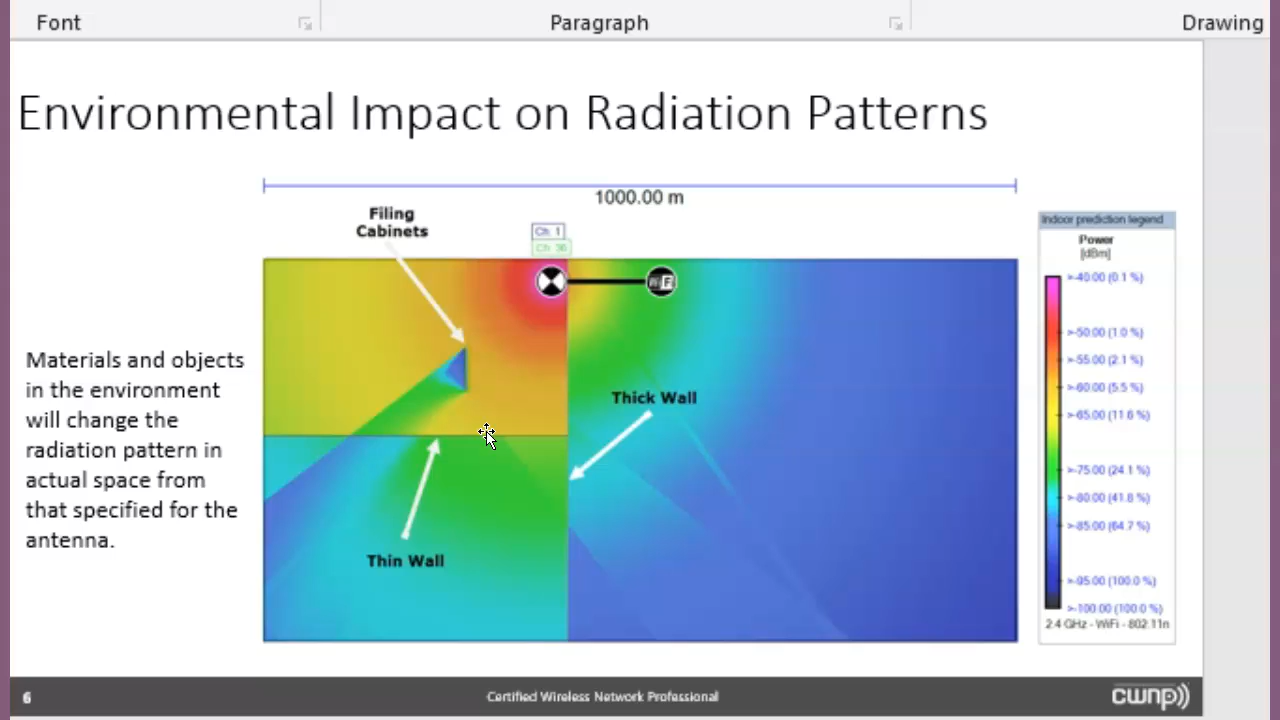 Font
Paragraph
Drawing
Environmental Impact on Radiation Patterns
1000.00 m
Filing
Cabinets
Ch. 1
Ch. 36
Materials and objects
in the environment
will change the
radiation pattern in
actual space from
that specified for the
antenna.
Thick Wall
Thin Wall
Indoor prediction legend
Power
[dBm]
>-40.00 (0.1 %)
>-50.00 (1.0 %)
>-55.00 (2.1 %)
>-60.00 (5.5 %)
>-65.00 (11.6 %)
>-75.00 (24.1 %)
>-80.00 (41.8 %)
>-85.00 (64.7 %)
>-95.00 (100.0 %)
>-100.00 (100.0 %)
2.4 GHz - WiFi - 802.11n
6
Certified Wireless Network Professional
cwnp